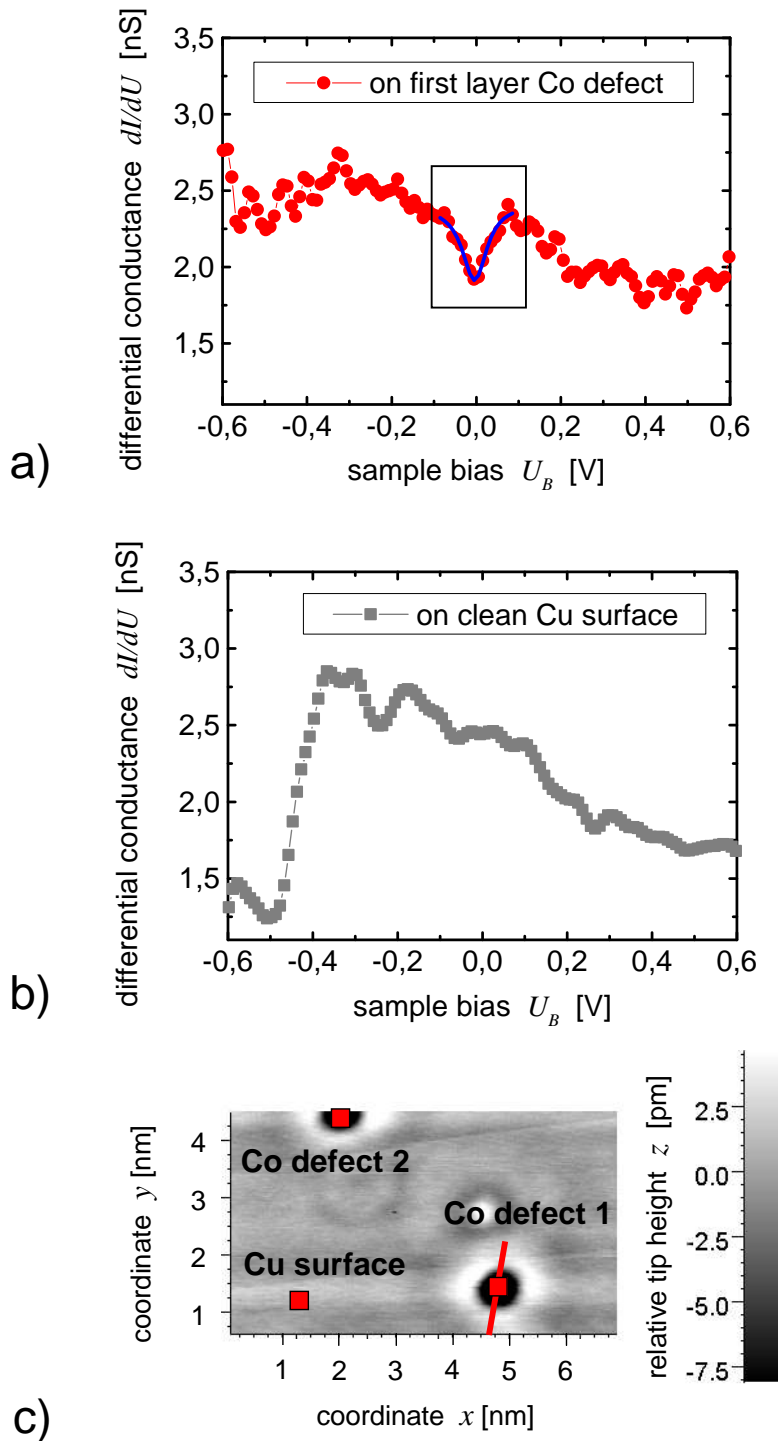 differential conductance dI/dU [nS]
3,5
3,0
2,5
2,0
1,5
on first layer Co defect
-0,6 -0,4 -0,2 0,0 0,2 0,4 0,6
sample bias U_B [V]
a)
differential conductance dI/dU [nS]
3,5
3,0
2,5
2,0
1,5
on clean Cu surface
-0,6 -0,4 -0,2 0,0 0,2 0,4 0,6
sample bias U_B [V]
b)
coordinate y [nm]
4
3
2
1
Co defect 2
Co defect 1
Cu surface
1 2 3 4 5 6
coordinate x [nm]
relative tip height z [pm]
2.5
0.0
-2.5
-5.0
-7.5
c)